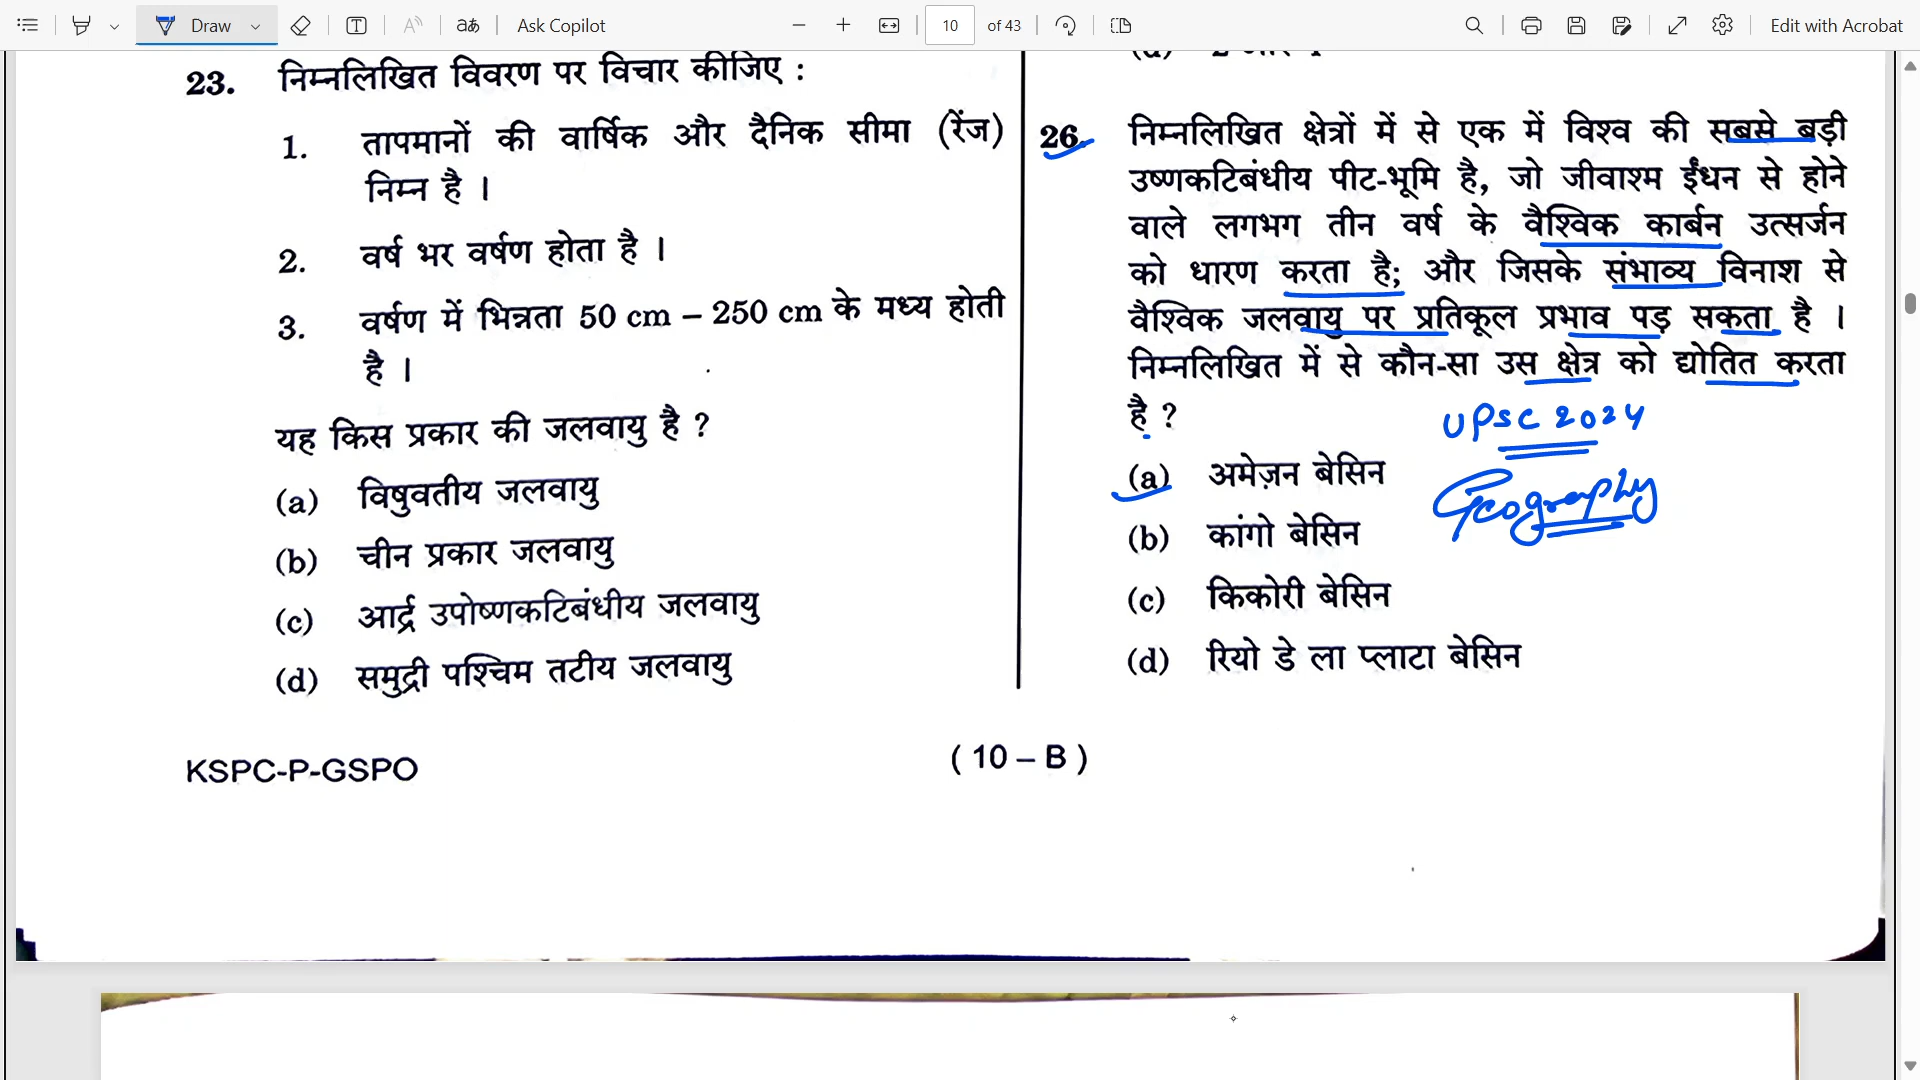 Draw
Ask Copilot
10 of 43
Edit with Acrobat
23. निम्नलिखित विवरण पर विचार कीजिए :
1. तापमानों की वार्षिक और दैनिक सीमा (रेंज)
निम्न है ।
2. वर्ष भर वर्षण होता है ।
3. वर्षण में भिन्नता 50 cm – 250 cm के मध्य होती
है ।
यह किस प्रकार की जलवायु है ?
(a) विषुवतीय जलवायु
(b) चीन प्रकार जलवायु
(c) आर्द्र उपोष्णकटिबंधीय जलवायु
(d) समुद्री पश्चिम तटीय जलवायु
26. निम्नलिखित क्षेत्रों में से एक में विश्व की सबसे बड़ी
उष्णकटिबंधीय पीट-भूमि है, जो जीवाश्म ईंधन से होने
वाले लगभग तीन वर्ष के वैश्विक कार्बन उत्सर्जन
को धारण करता है; और जिसके संभाव्य विनाश से
वैश्विक जलवायु पर प्रतिकूल प्रभाव पड़ सकता है ।
निम्नलिखित में से कौन-सा उस क्षेत्र को द्योतित करता
है ?
UPSC 2024
(a) अमेज़न बेसिन
Geography
(b) कांगो बेसिन
(c) किकोरी बेसिन
(d) रियो डे ला प्लाटा बेसिन
KSPC-P-GSPO
( 10 – B )